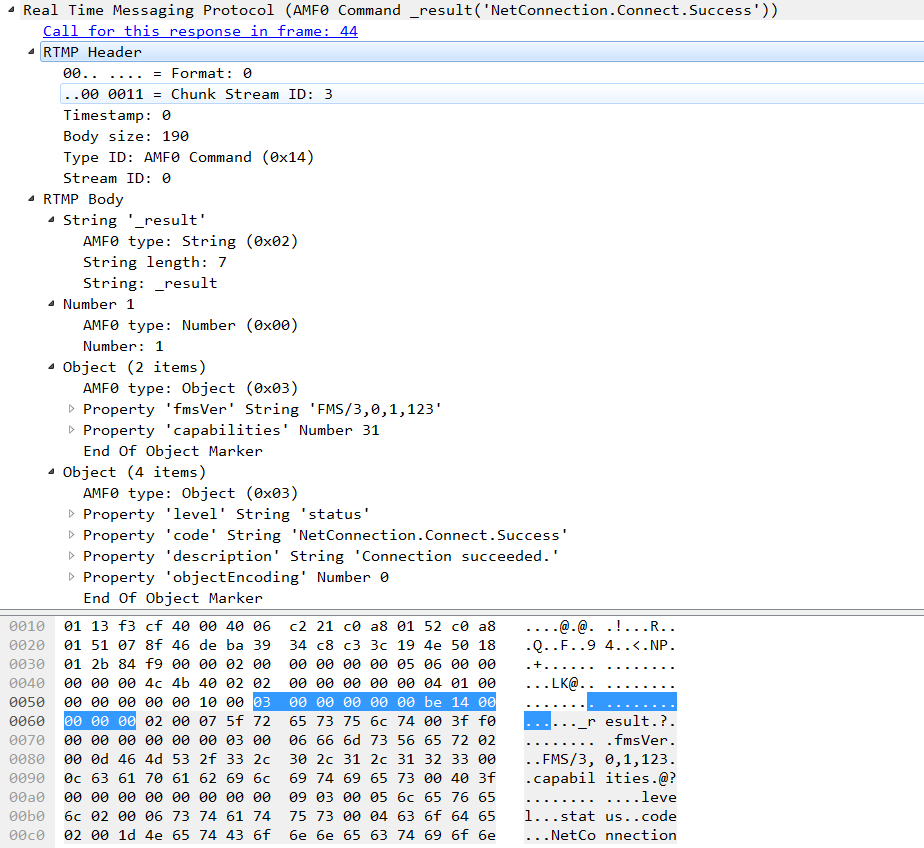 Real Time Messaging Protocol (AMF0 Command _result('NetConnection.Connect.Success'))
Call for this response in frame: 44
RTMP Header
00.. .... = Format: 0
..00 0011 = Chunk Stream ID: 3
Timestamp: 0
Body size: 190
Type ID: AMF0 Command (0x14)
Stream ID: 0
RTMP Body
String '_result'
AMF0 type: String (0x02)
String length: 7
String: _result
Number 1
AMF0 type: Number (0x00)
Number: 1
Object (2 items)
AMF0 type: Object (0x03)
Property 'fmsVer' String 'FMS/3,0,1,123'
Property 'capabilities' Number 31
End Of Object Marker
Object (4 items)
AMF0 type: Object (0x03)
Property 'level' String 'status'
Property 'code' String 'NetConnection.Connect.Success'
Property 'description' String 'Connection succeeded.'
Property 'objectEncoding' Number 0
End Of Object Marker
0010 01 13 f3 cf 40 00 40 06 c2 21 c0 a8 01 52 c0 a8 ....@.@. .!...R..
0020 01 51 07 8f 46 de ba 39 34 c8 c3 3c 19 4e 50 18 .Q..F..9 4..<.NP.
0030 01 2b 84 f9 00 00 02 00 00 00 00 00 05 06 00 00 .+...... ........
0040 00 00 00 4c 4b 40 02 02 00 00 00 00 00 04 01 00 ...LK@.. ........
0050 00 00 00 00 00 10 00 03 00 00 00 00 00 be 14 00 ........ ........
0060 00 00 00 02 00 07 5f 72 65 73 75 6c 74 00 3f f0 ......_r esult.?.
0070 00 00 00 00 00 00 03 00 06 66 6d 73 56 65 72 02 ........ .fmsVer.
0080 00 0d 46 4d 53 2f 33 2c 30 2c 31 2c 31 32 33 00 ..FMS/3, 0,1,123.
0090 0c 63 61 70 61 62 69 6c 69 74 69 65 73 00 40 3f .capabil ities.@?
00a0 00 00 00 00 00 00 00 00 09 03 00 05 6c 65 76 65 ........ ....leve
00b0 6c 02 00 06 73 74 61 74 75 73 00 04 63 6f 64 65 l...stat us..code
00c0 02 00 1d 4e 65 74 43 6f 6e 6e 65 63 74 69 6f 6e ...NetCo nnection